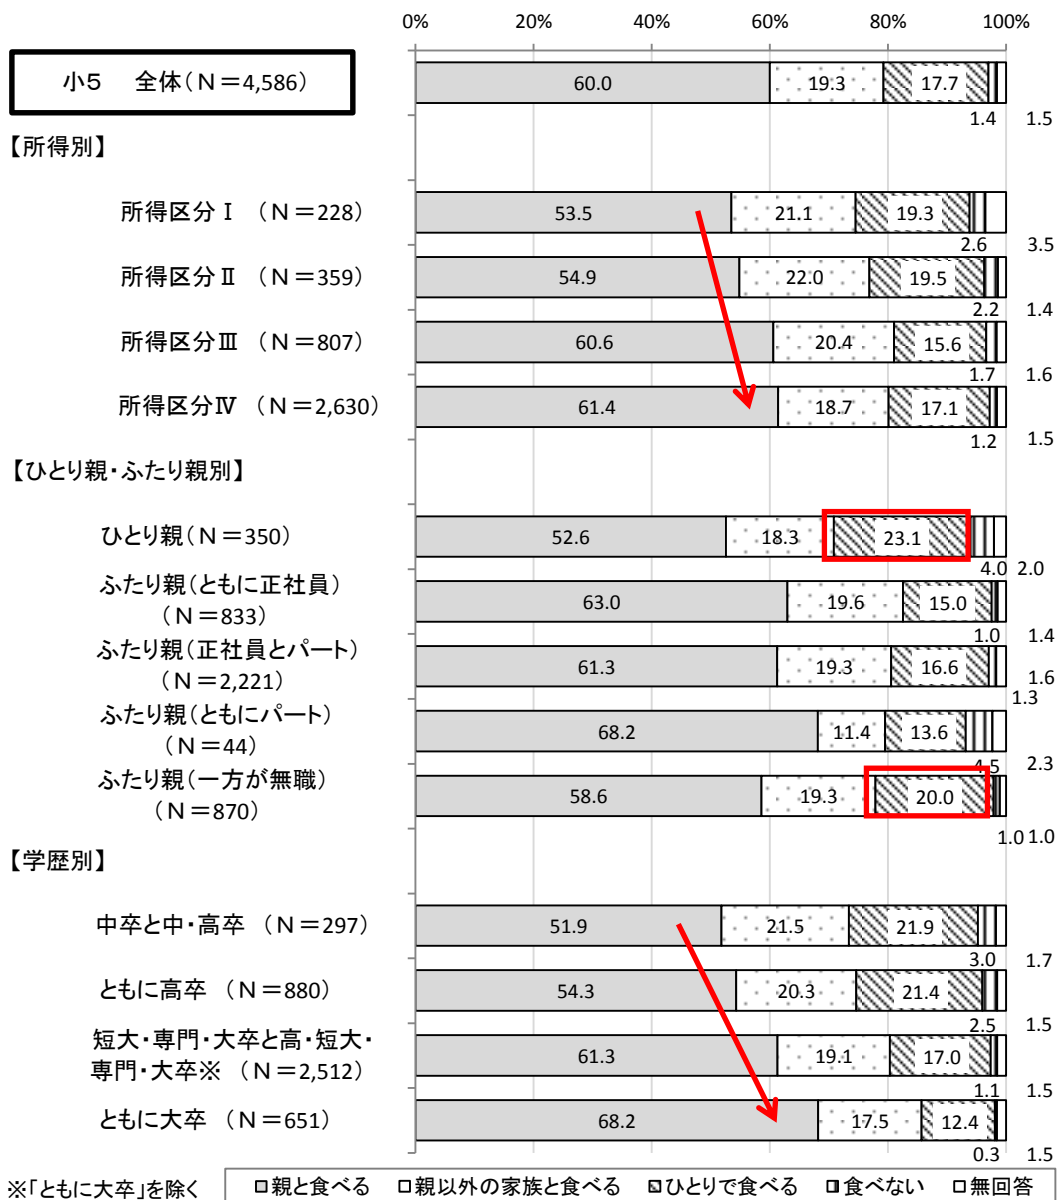 0% 20% 40% 60% 80% 100%
小5 全体(N=4,586)
60.0 19.3 17.7
1.4 1.5
【所得別】
所得区分Ⅰ (N=228)
53.5 21.1 19.3
2.6 3.5
所得区分Ⅱ (N=359)
54.9 22.0 19.5
2.2 1.4
所得区分Ⅲ (N=807)
60.6 20.4 15.6
1.7 1.6
所得区分Ⅳ (N=2,630)
61.4 18.7 17.1
1.2 1.5
【ひとり親・ふたり親別】
ひとり親(N=350)
52.6 18.3 23.1
4.0 2.0
ふたり親(ともに正社員)
(N=833)
63.0 19.6 15.0
1.0 1.4
ふたり親(正社員とパート)
(N=2,221)
61.3 19.3 16.6
1.6
1.3
ふたり親(ともにパート)
(N=44)
68.2 11.4 13.6
4.5 2.3
ふたり親(一方が無職)
(N=870)
58.6 19.3 20.0
1.0 1.0
【学歴別】
中卒と中・高卒 (N=297)
51.9 21.5 21.9
3.0 1.7
ともに高卒 (N=880)
54.3 20.3 21.4
2.5 1.5
短大・専門・大卒と高・短大・
専門・大卒※ (N=2,512)
61.3 19.1 17.0
1.1 1.5
ともに大卒 (N=651)
68.2 17.5 12.4
0.3 1.5
※「ともに大卒」を除く
親と食べる 親以外の家族と食べる ひとりで食べる 食べない 無回答